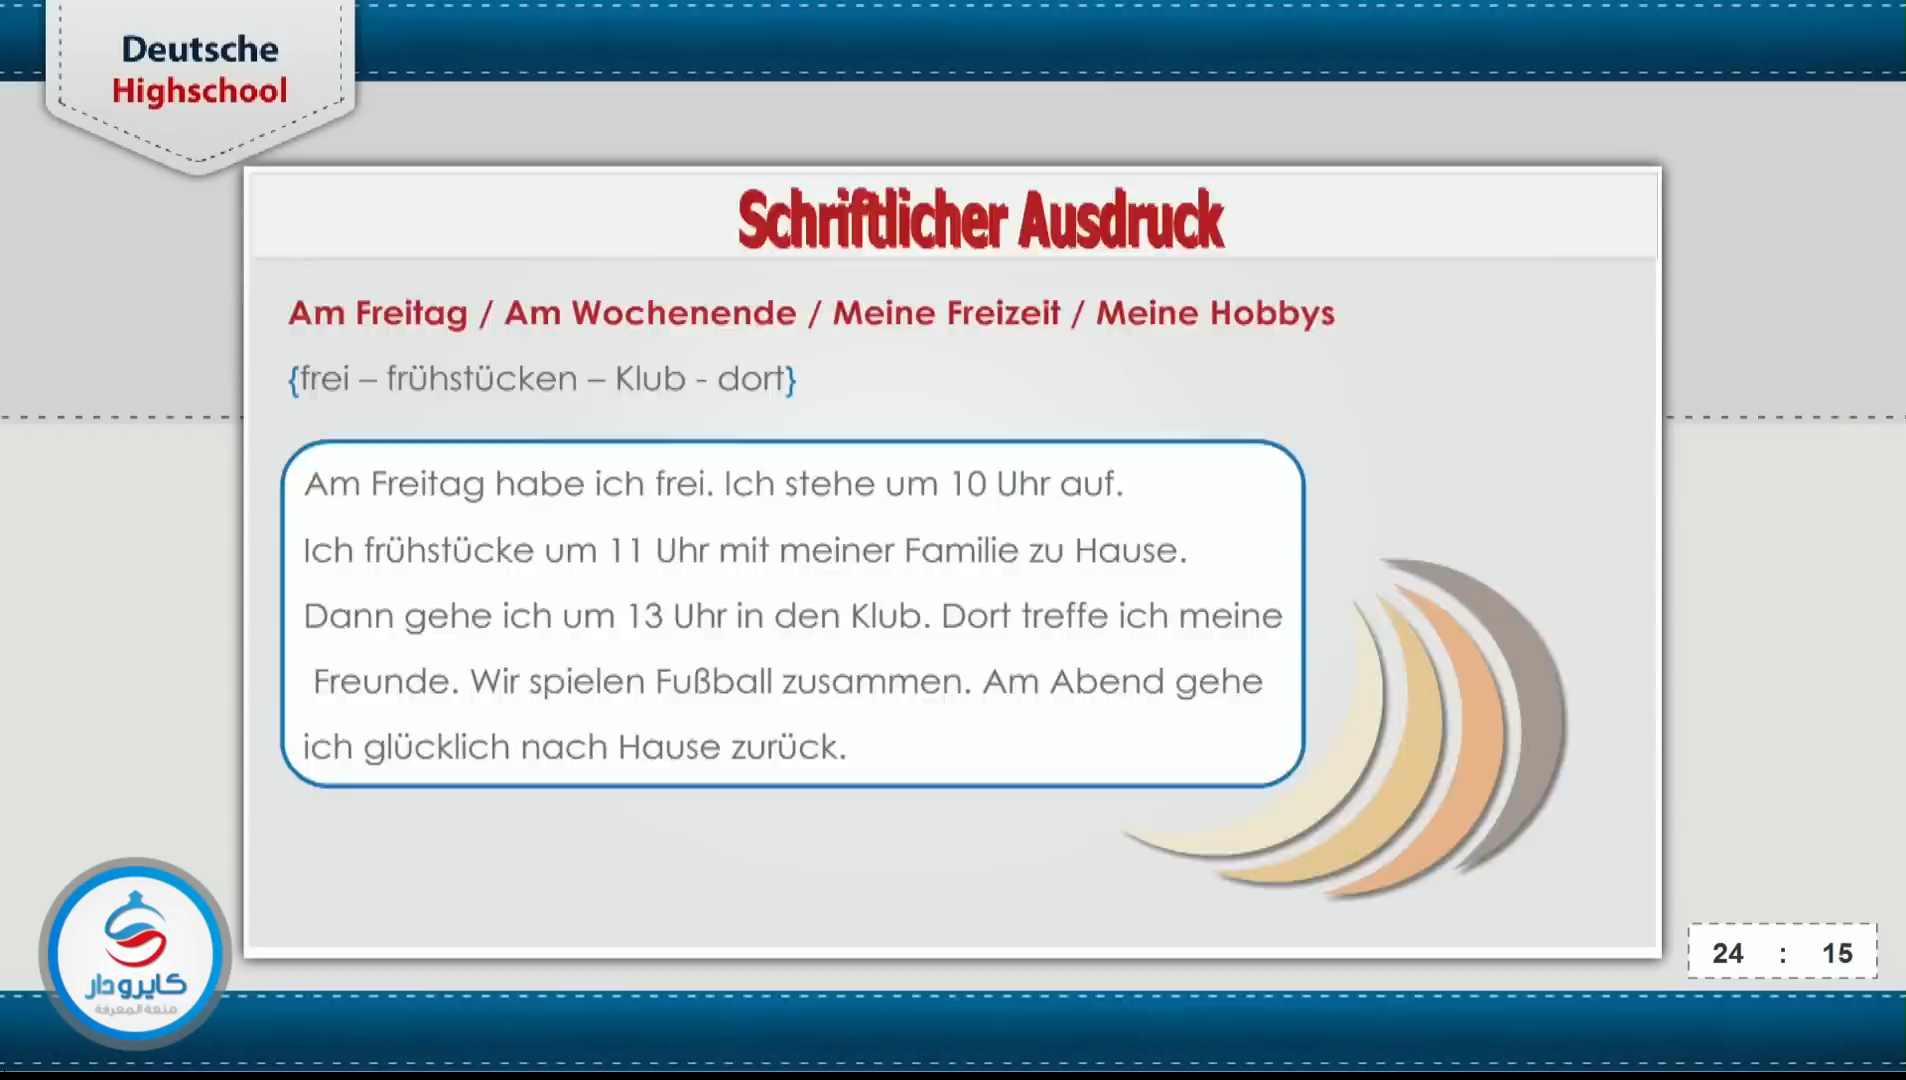 Deutsche
Highschool
Schriftlicher Ausdruck
Am Freitag / Am Wochenende / Meine Freizeit / Meine Hobbys
{frei – frühstücken – Klub - dort}
Am Freitag habe ich frei. Ich stehe um 10 Uhr auf.
Ich frühstücke um 11 Uhr mit meiner Familie zu Hause.
Dann gehe ich um 13 Uhr in den Klub. Dort treffe ich meine
Freunde. Wir spielen Fußball zusammen. Am Abend gehe
ich glücklich nach Hause zurück.
كايرودار
متعة المعرفة
24 : 15